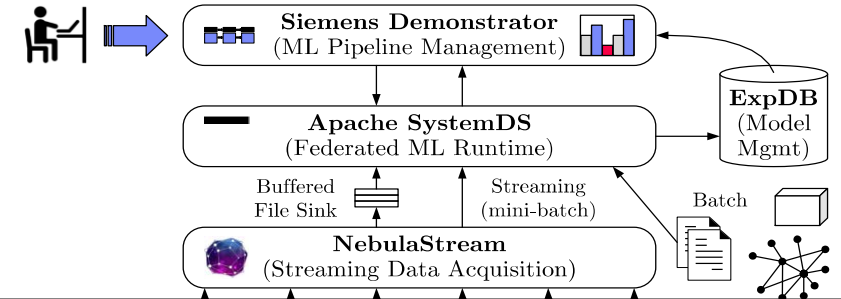 Siemens Demonstrator
(ML Pipeline Management)
ExpDB
(Model
Mgmt)
Apache SystemDS
(Federated ML Runtime)
Buffered
File Sink
Streaming
(mini-batch)
Batch
NebulaStream
(Streaming Data Acquisition)